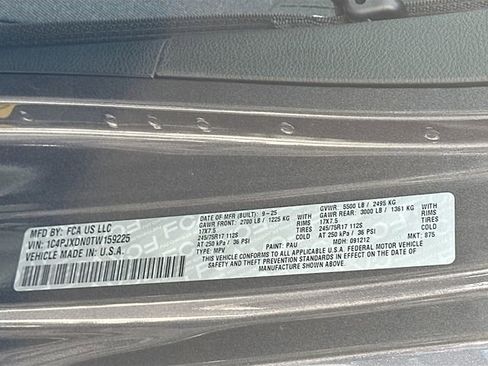 MFD BY: FCA US LLC
VIN: 1C4PJXDN0TW159225
VEHICLE MADE IN: U.S.A.
DATE OF MFR (BUILT): 9-25 GVWR: 5500 LB / 2495 KG
GAWR FRONT: 2700 LB / 1225 KG WITH GAWR REAR: 3000 LB / 1361 KG WITH
17X7.5 RIMS 17X7.5 RIMS
245/75R17 112S 245/75R17 112S
AT 250 kPa / 36 PSI COLD AT 250 kPa / 36 PSI COLD
TYPE: MPV PAINT: PAU MDH: 091212 MKT: 875
THIS VEHICLE CONFORMS TO ALL APPLICABLE U.S.A. FEDERAL MOTOR VEHICLE
SAFETY AND THEFT PREVENTION STANDARDS IN EFFECT ON THE DATE OF MANUFACTURE
SHOWN ABOVE.